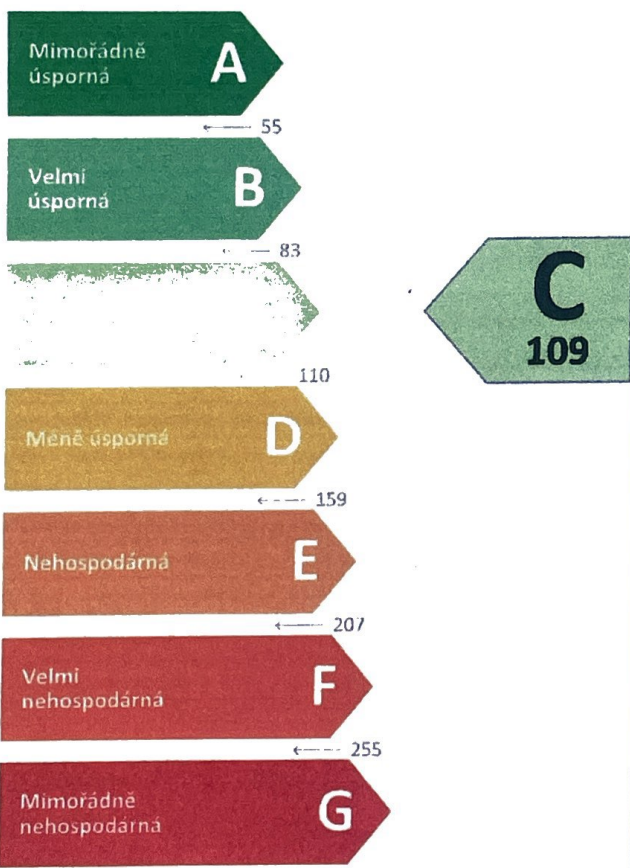 Mimořádně
úsporná
A
55
Velmi
úsporná
B
83
C
109
110
Méně úsporná
D
159
Nehospodárná
E
207
Velmi
nehospodárná
F
255
Mimořádně
nehospodárná
G